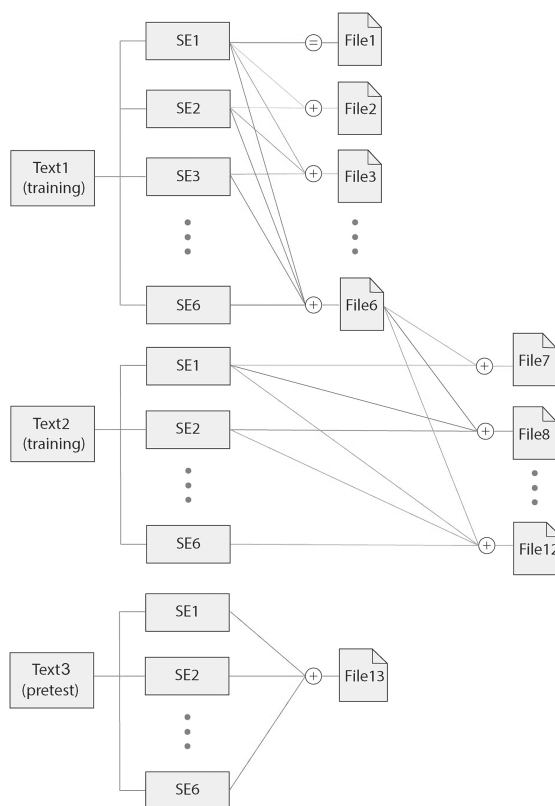 SE1
File1
=
SE2
File2
+
Text1
(training)
SE3
File3
+
SE6
+
File6
SE1
+
File7
Text2
(training)
SE2
+
File8
SE6
+
File12
SE1
Text3
(pretest)
SE2
+
File13
SE6